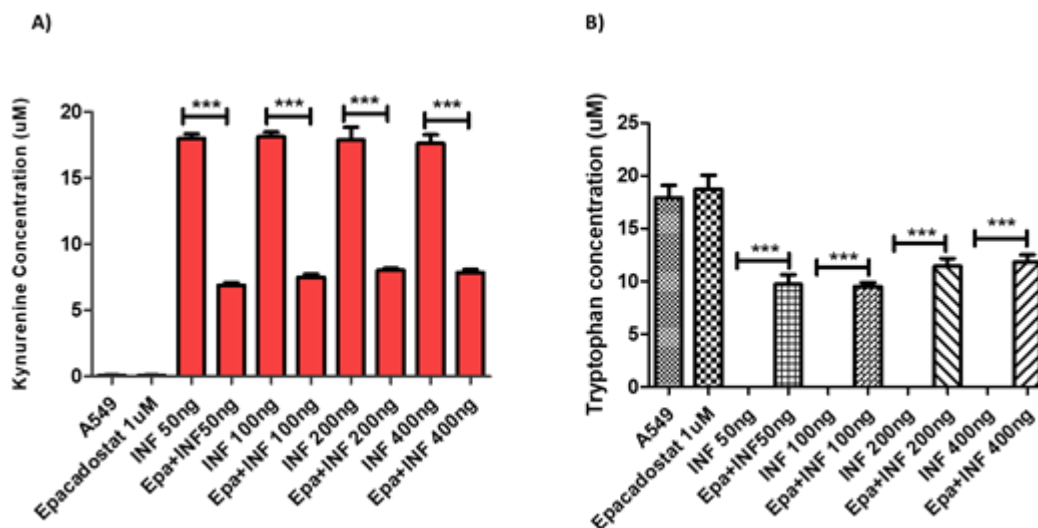 A)
Kynurenine Concentration (uM)
20
15
10
5
0
***
***
***
***
A549
Epacadostat 1uM
INF 50ng
Epa+INF50ng
INF 100ng
Epa+INF 100ng
INF 200ng
Epa+INF 200ng
INF 400ng
Epa+INF 400ng
B)
Tryptophan concentration (uM)
25
20
15
10
5
0
***
***
***
***
A549
Epacadostat 1uM
INF 50ng
Epa+INF50ng
INF 100ng
Epa+INF 100ng
INF 200ng
Epa+INF 200ng
INF 400ng
Epa+INF 400ng